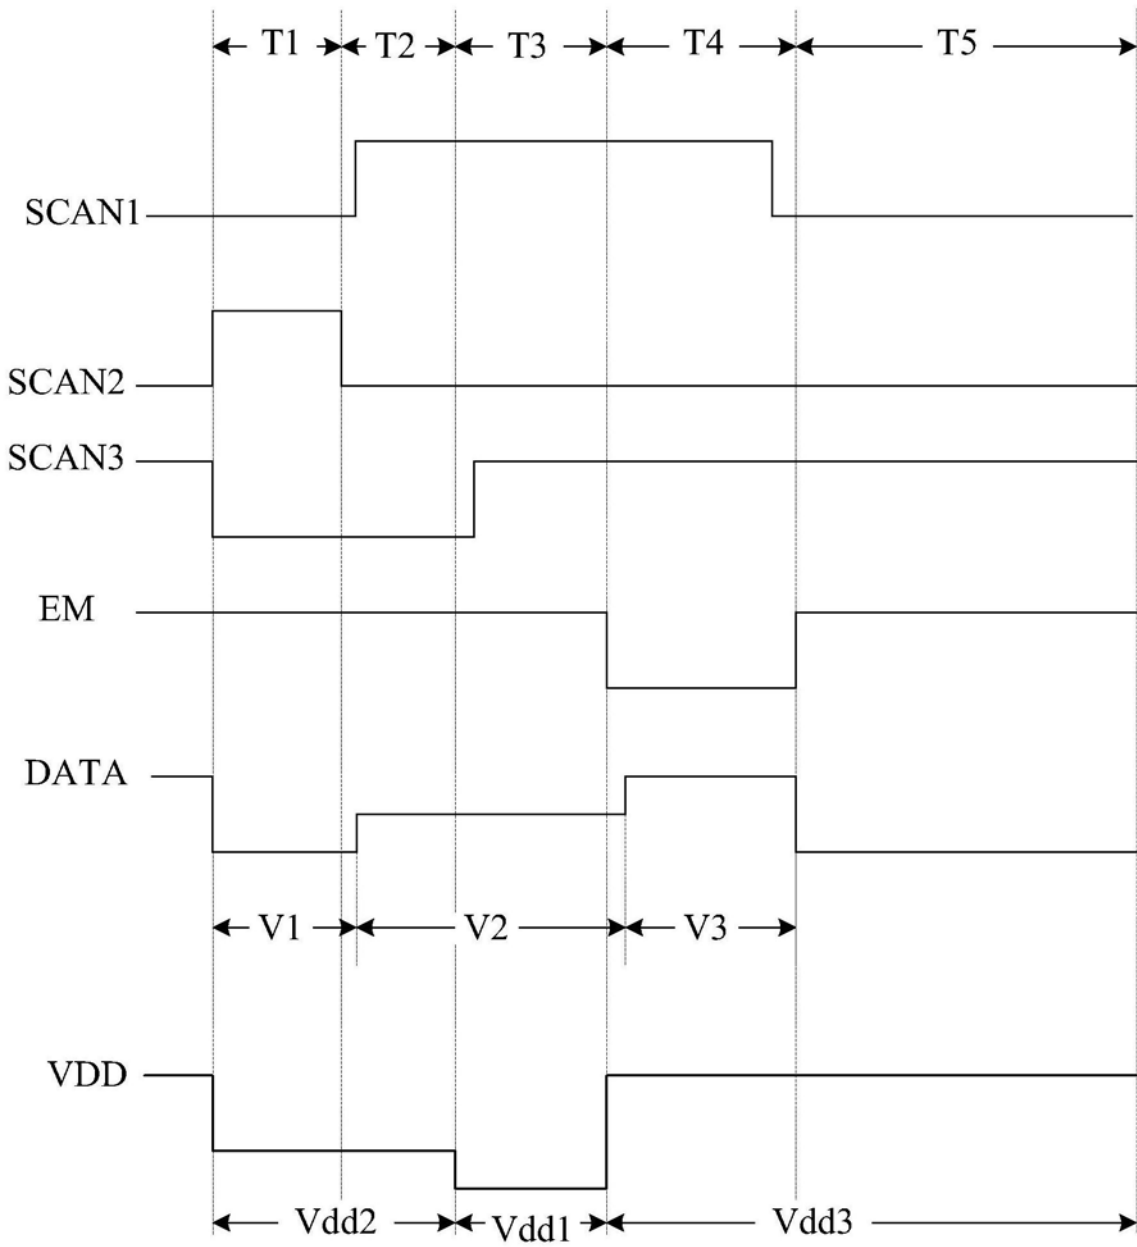 T1 T2 T3 T4 T5
SCAN1
SCAN2
SCAN3
EM
DATA
V1 V2 V3
VDD
Vdd2 Vdd1 Vdd3